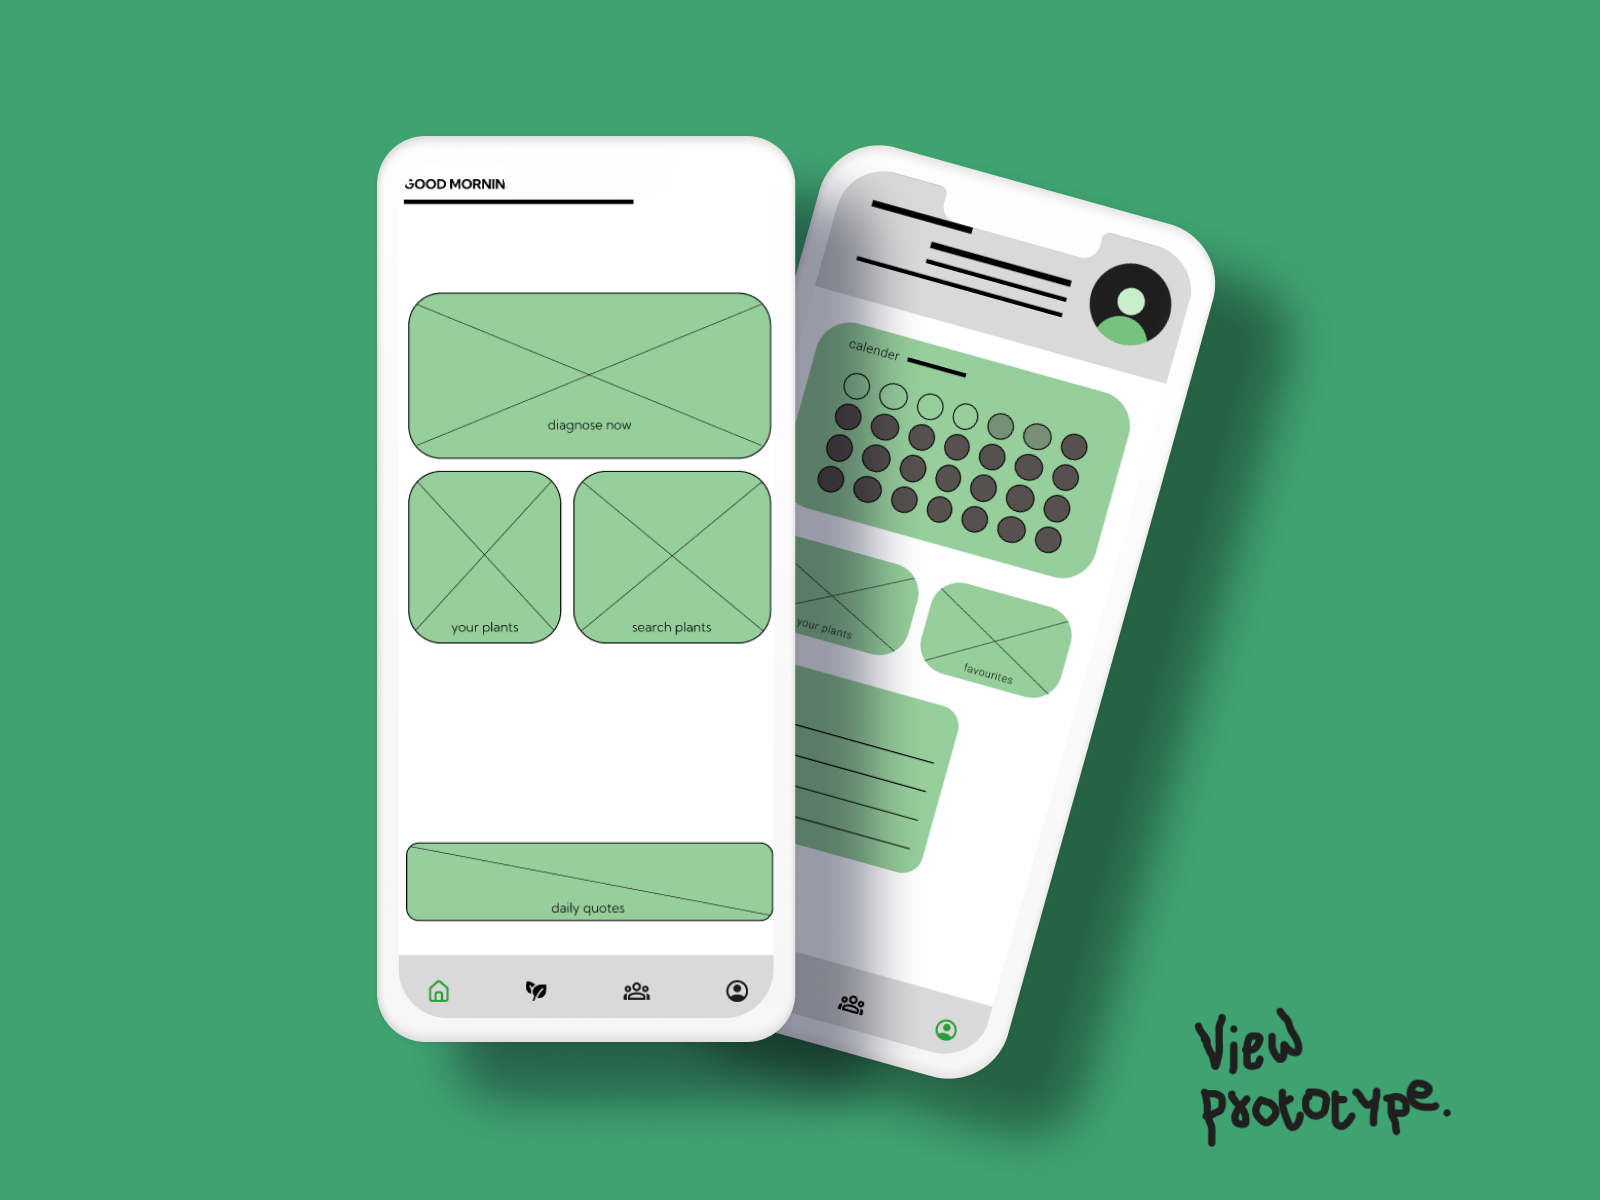 GOOD MORNIN
diagnose now
your plants
search plants
daily quotes
calender
your plants
favourites
View
prototype.